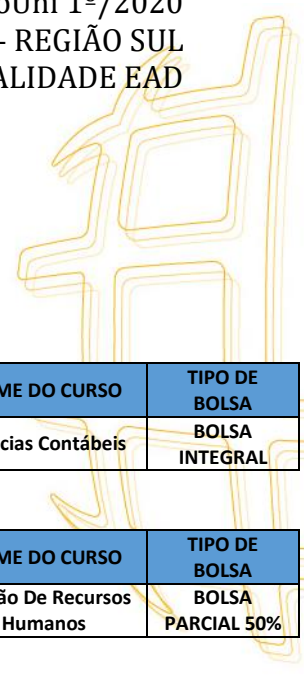 oUni 1º/2020
- REGIÃO SUL
ALIDADE EAD
ME DO CURSO TIPO DE
BOLSA
cias Contábeis BOLSA
INTEGRAL
ME DO CURSO TIPO DE
BOLSA
ão De Recursos BOLSA
Humanos PARCIAL 50%